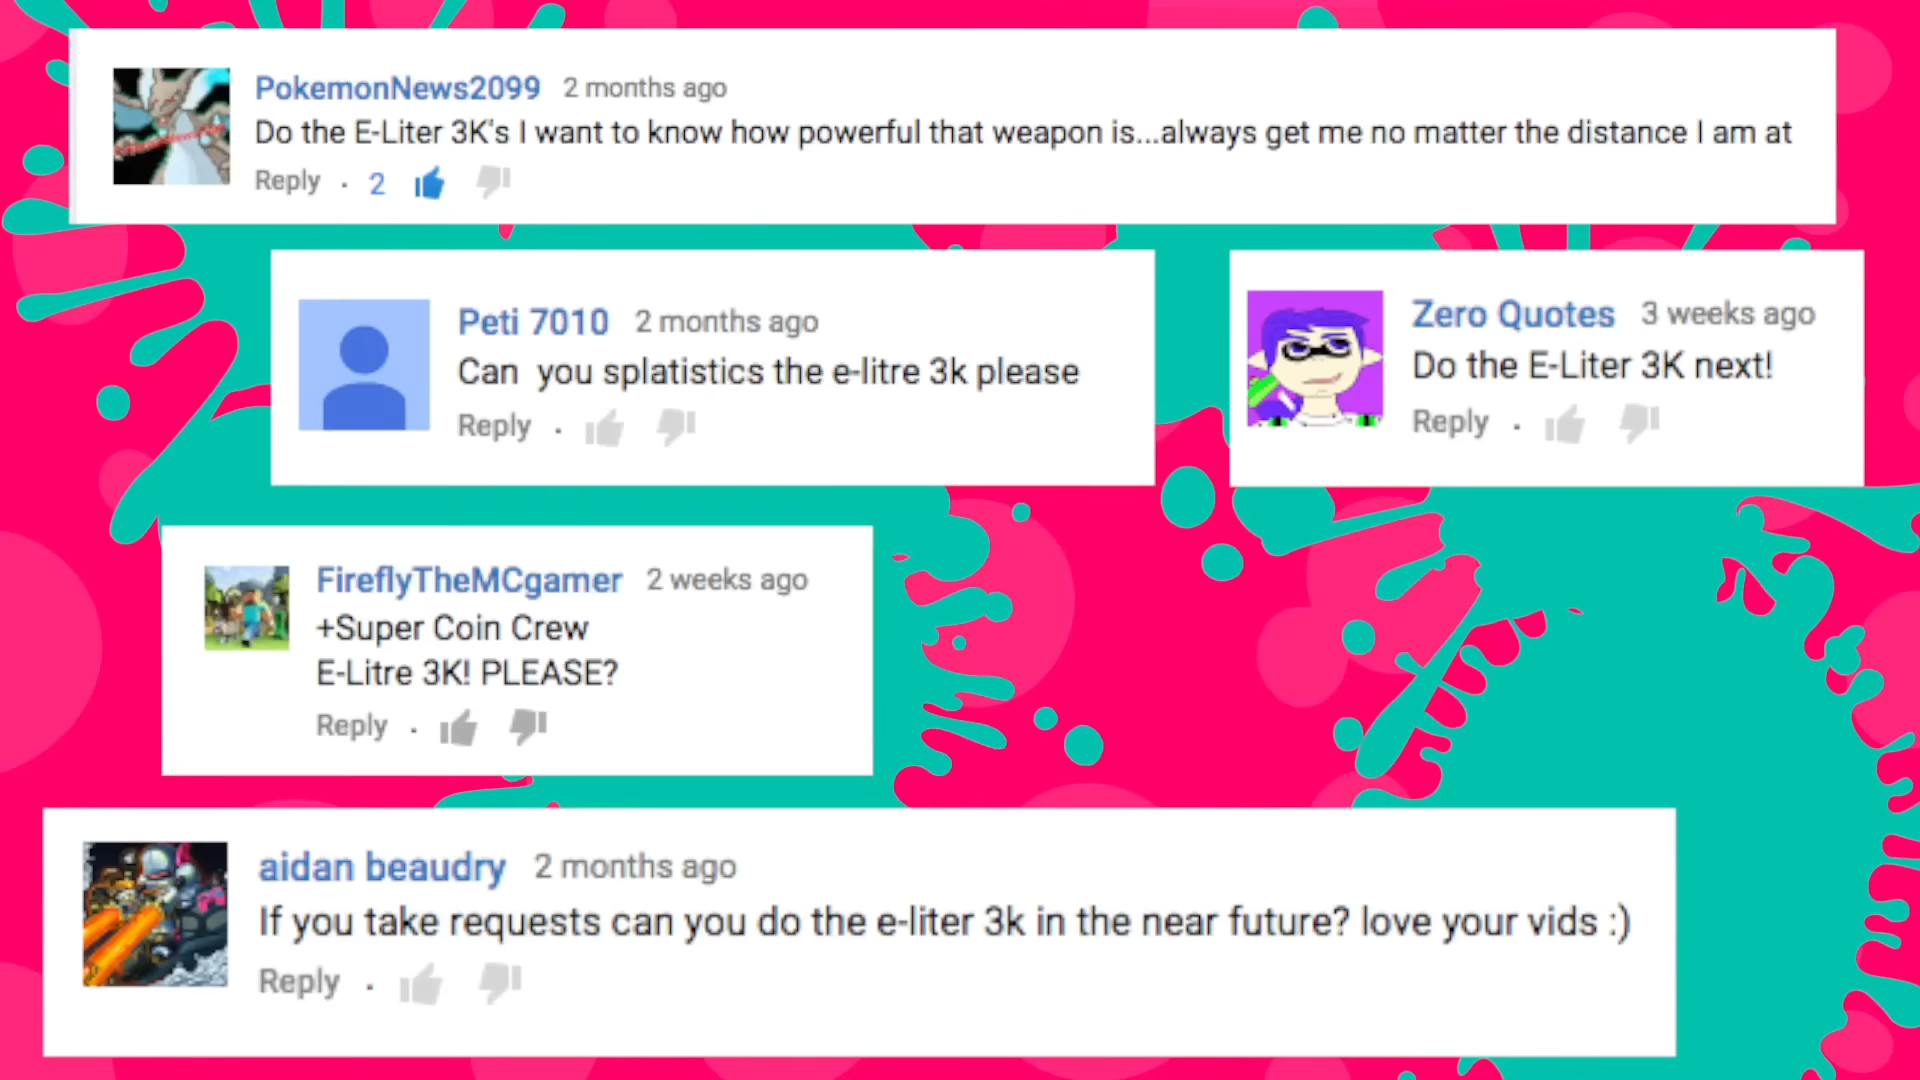 PokemonNews2099 2 months ago
Do the E-Liter 3K's I want to know how powerful that weapon is...always get me no matter the distance I am at
Reply · 2
Peti 7010 2 months ago
Can  you splatistics the e-litre 3k please
Reply ·
Zero Quotes 3 weeks ago
Do the E-Liter 3K next!
Reply ·
FireflyTheMCgamer 2 weeks ago
+Super Coin Crew
E-Litre 3K! PLEASE?
Reply ·
aidan beaudry 2 months ago
If you take requests can you do the e-liter 3k in the near future? love your vids :)
Reply ·